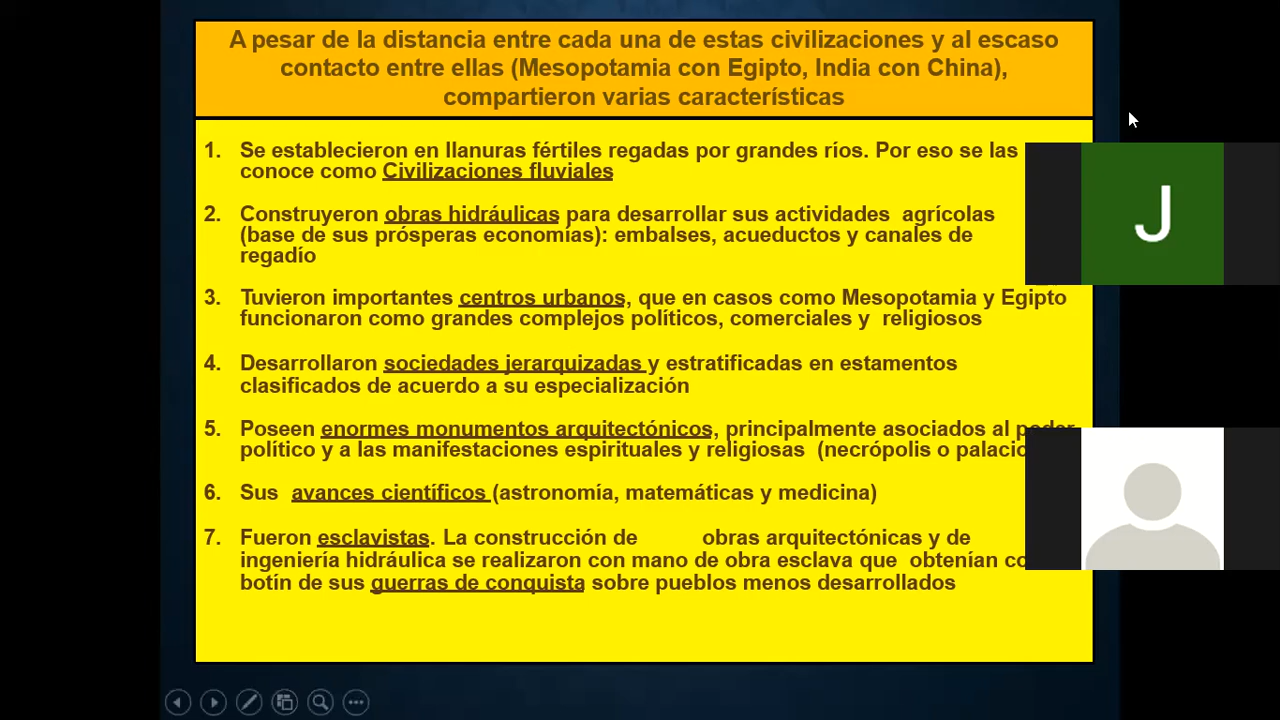 A pesar de la distancia entre cada una de estas civilizaciones y al escaso
contacto entre ellas (Mesopotamia con Egipto, India con China),
compartieron varias características
1. Se establecieron en llanuras fértiles regadas por grandes ríos. Por eso se las
conoce como Civilizaciones fluviales
2. Construyeron obras hidráulicas para desarrollar sus actividades agrícolas
(base de sus prósperas economías): embalses, acueductos y canales de
regadío
3. Tuvieron importantes centros urbanos, que en casos como Mesopotamia y Egipto
funcionaron como grandes complejos políticos, comerciales y religiosos
4. Desarrollaron sociedades jerarquizadas y estratificadas en estamentos
clasificados de acuerdo a su especialización
5. Poseen enormes monumentos arquitectónicos, principalmente asociados al poder
político y a las manifestaciones espirituales y religiosas (necrópolis o palacio
6. Sus avances científicos (astronomía, matemáticas y medicina)
7. Fueron esclavistas. La construcción de obras arquitectónicas y de
ingeniería hidráulica se realizaron con mano de obra esclava que obtenían co
botín de sus guerras de conquista sobre pueblos menos desarrollados
J